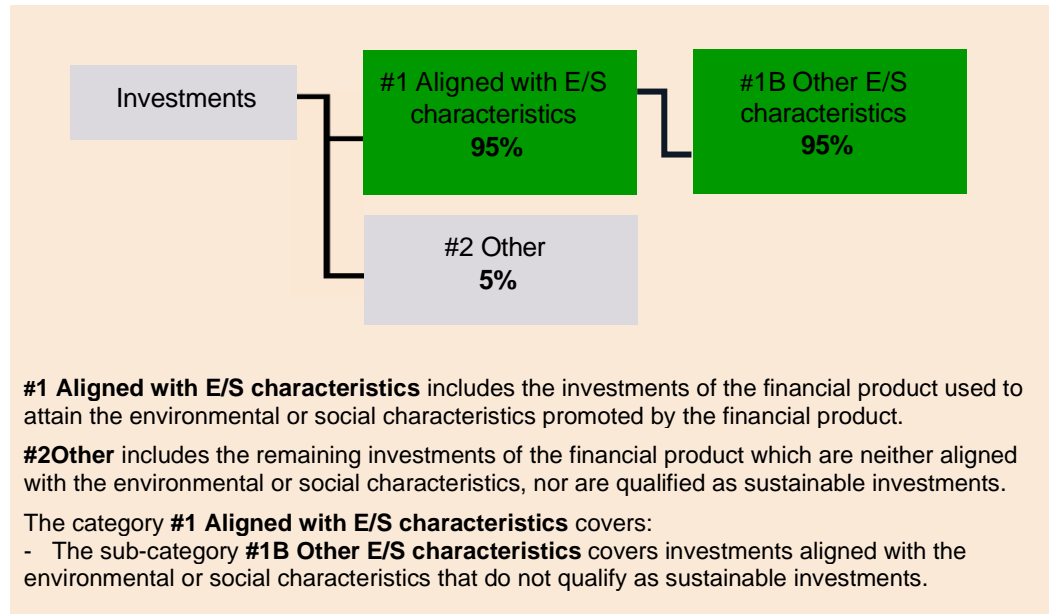 Investments
#1 Aligned with E/S
characteristics
95%
#1B Other E/S
characteristics
95%
#2 Other
5%
#1 Aligned with E/S characteristics includes the investments of the financial product used to
attain the environmental or social characteristics promoted by the financial product.
#2Other includes the remaining investments of the financial product which are neither aligned
with the environmental or social characteristics, nor are qualified as sustainable investments.
The category #1 Aligned with E/S characteristics covers:
- The sub-category #1B Other E/S characteristics covers investments aligned with the
environmental or social characteristics that do not qualify as sustainable investments.